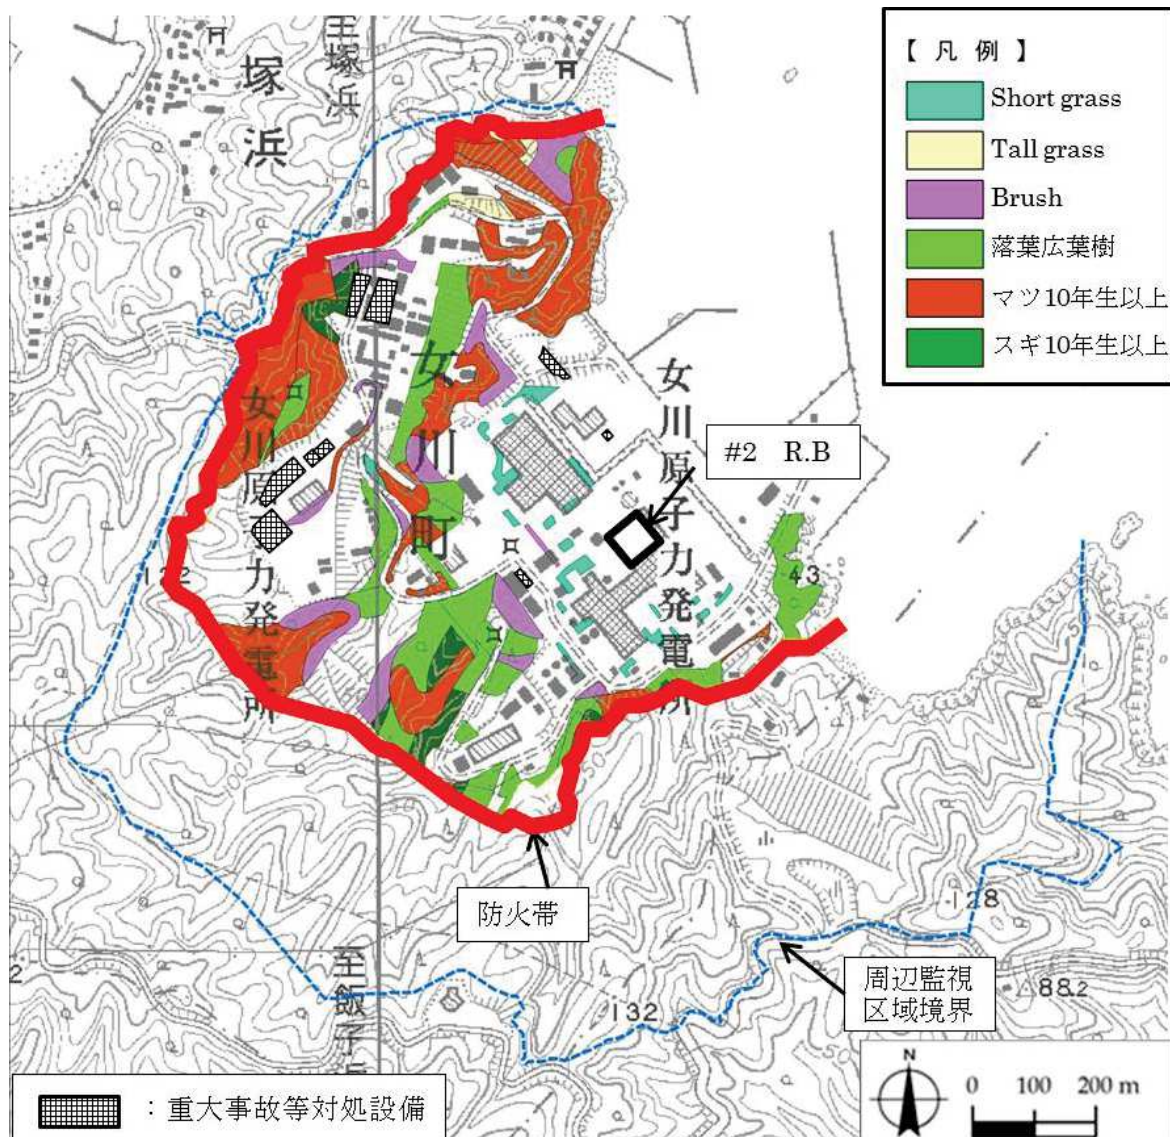 至塚浜
塚浜
【 凡 例 】
Short grass
Tall grass
Brush
落葉広葉樹
マツ10年生以上
スギ10年生以上
女川町
女川原子力発電所
女川原子力発電所
#2 R.B
43
122
防火帯
128
周辺監視
区域境界
132
88.2
2
至飯子
N
0 100 200 m
:重大事故等対処設備